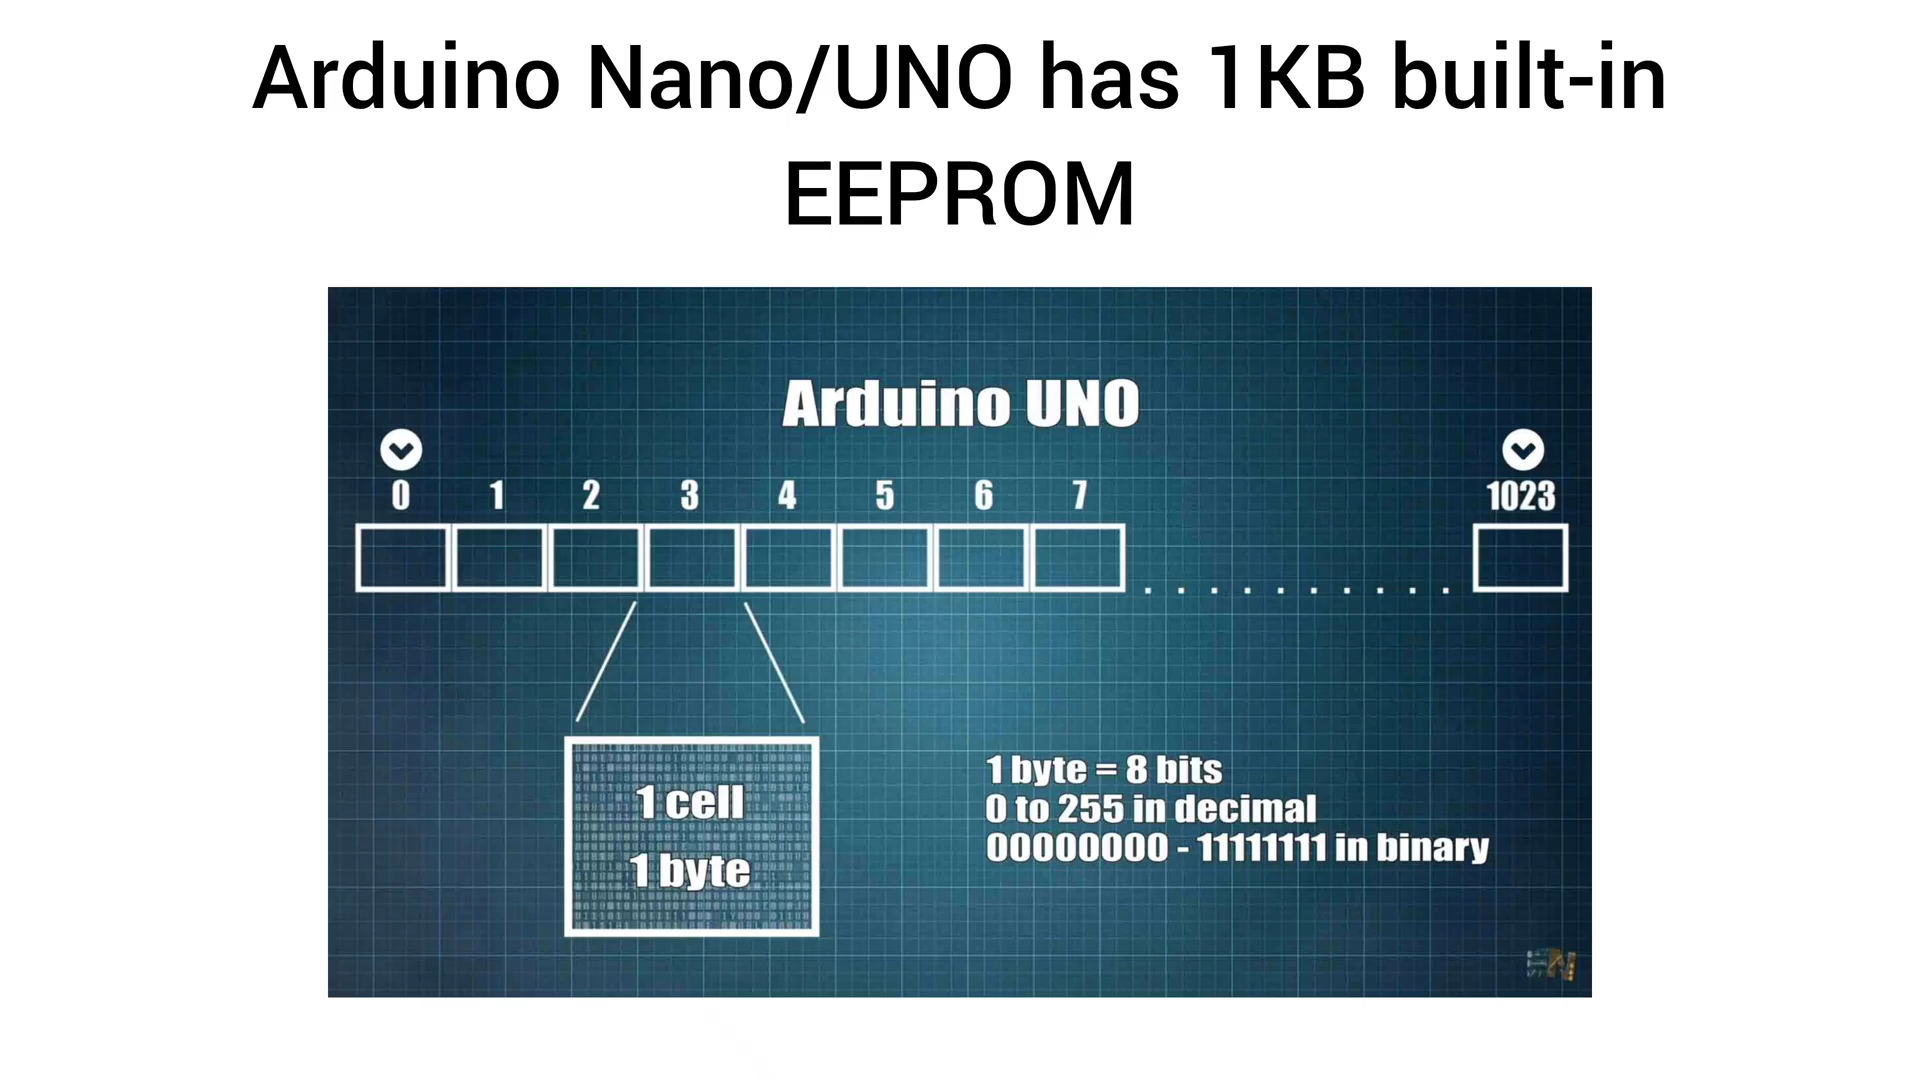 Arduino Nano/UNO has 1KB built-in
EEPROM
Arduino UNO
0 1 2 3 4 5 6 7 1023
1 cell
1 byte
1 byte = 8 bits
0 to 255 in decimal
00000000 - 11111111 in binary